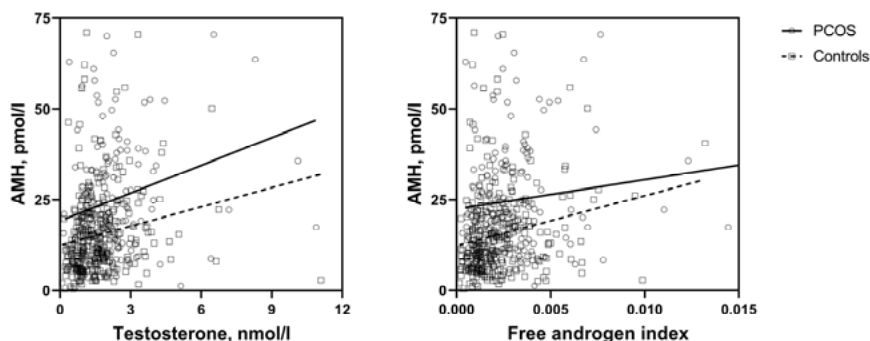 75
50
25
0
AMH, pmol/l
0
3
6
9
12
Testosterone, nmol/l
75
50
25
0
AMH, pmol/l
0.000
0.005
0.010
0.015
Free androgen index
PCOS
Controls